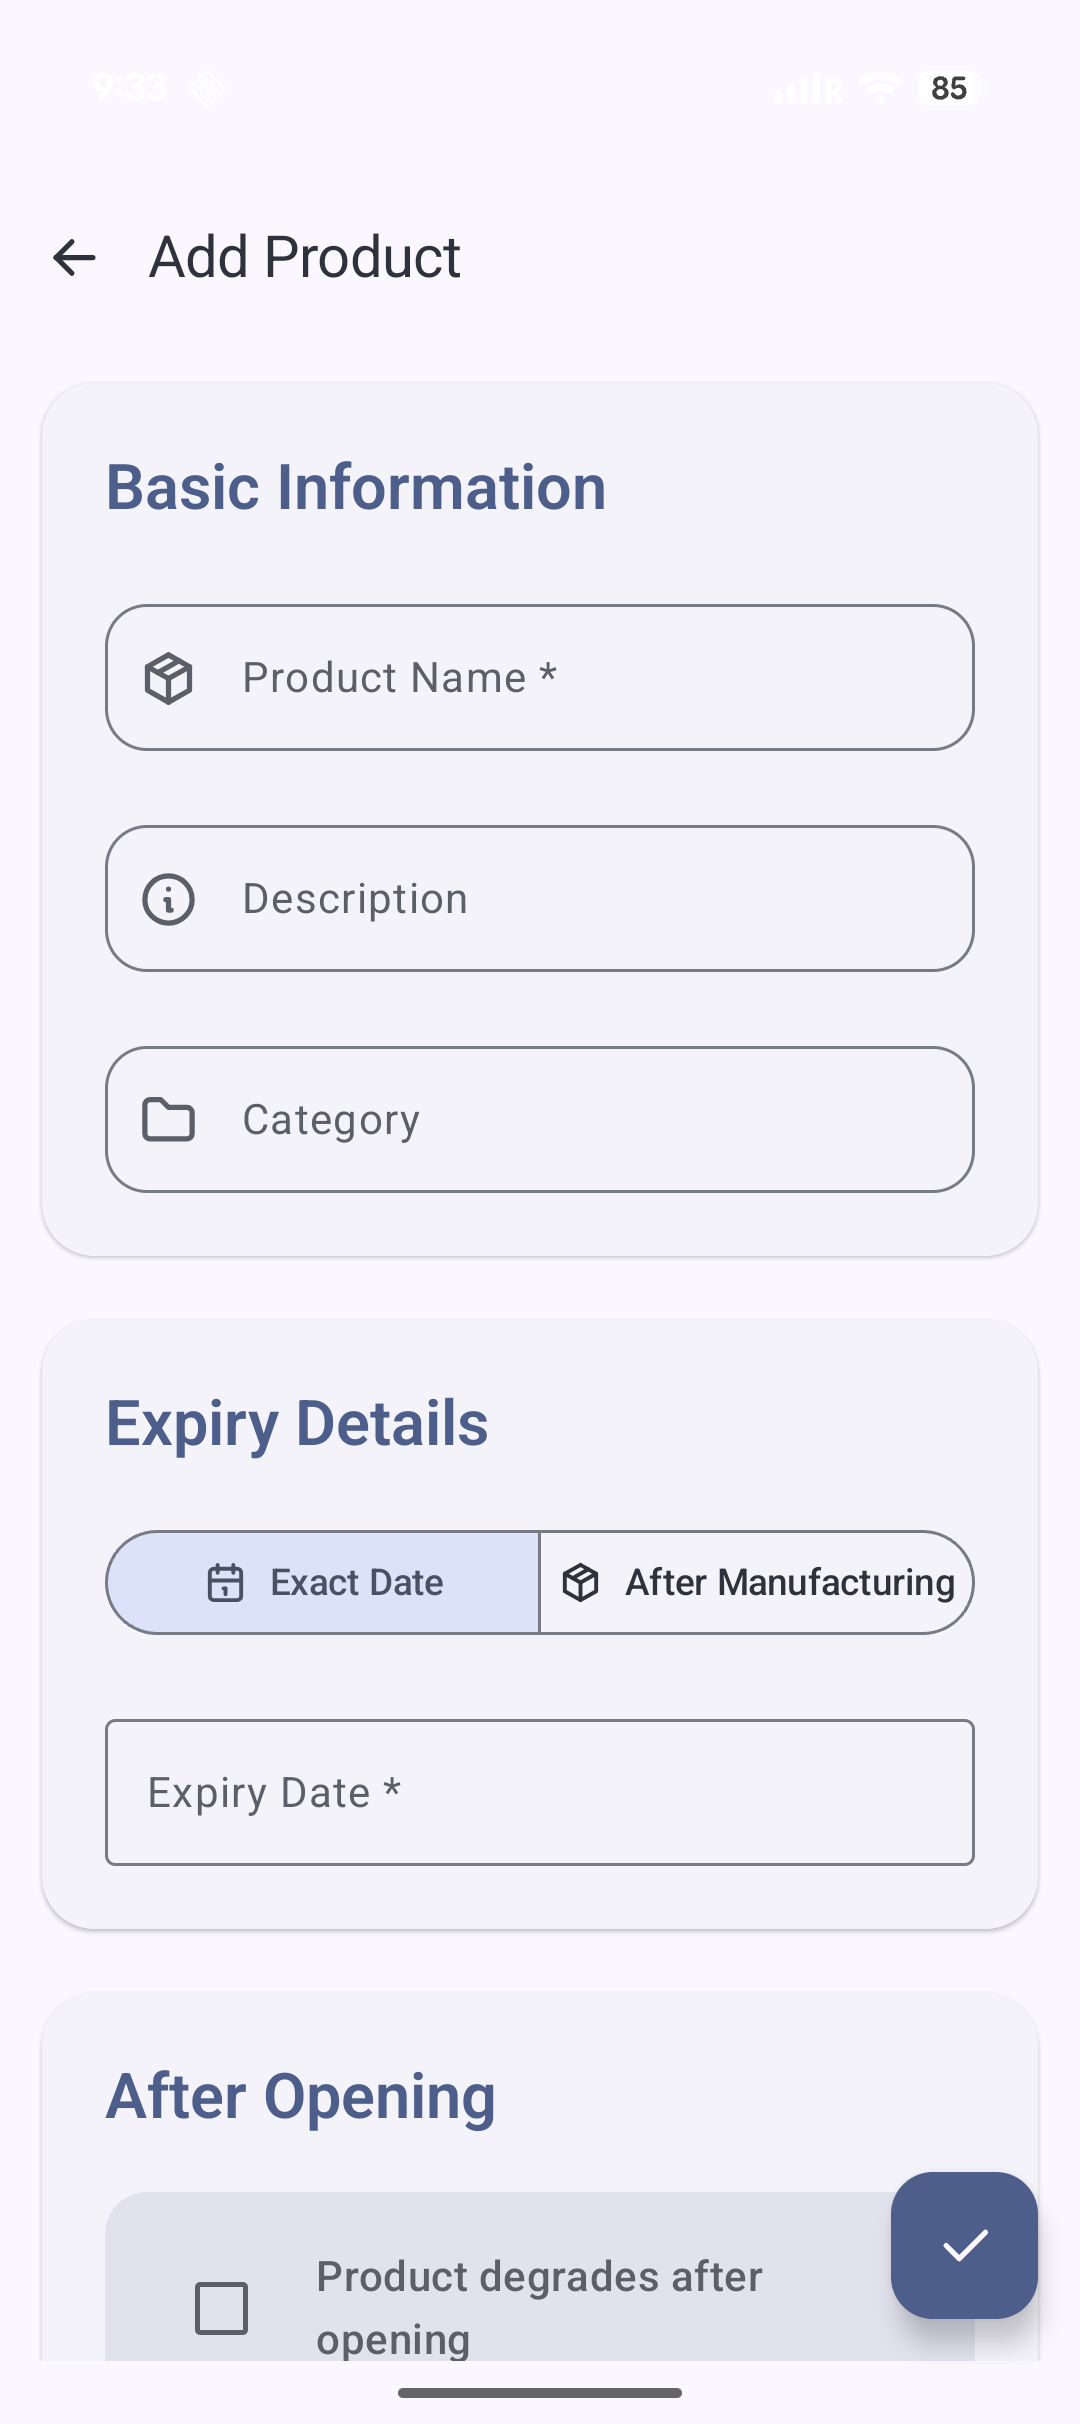 9:33
R
85
Add Product
Basic Information
Product Name *
Description
Category
Expiry Details
Exact Date
After Manufacturing
Expiry Date *
After Opening
Product degrades after
opening